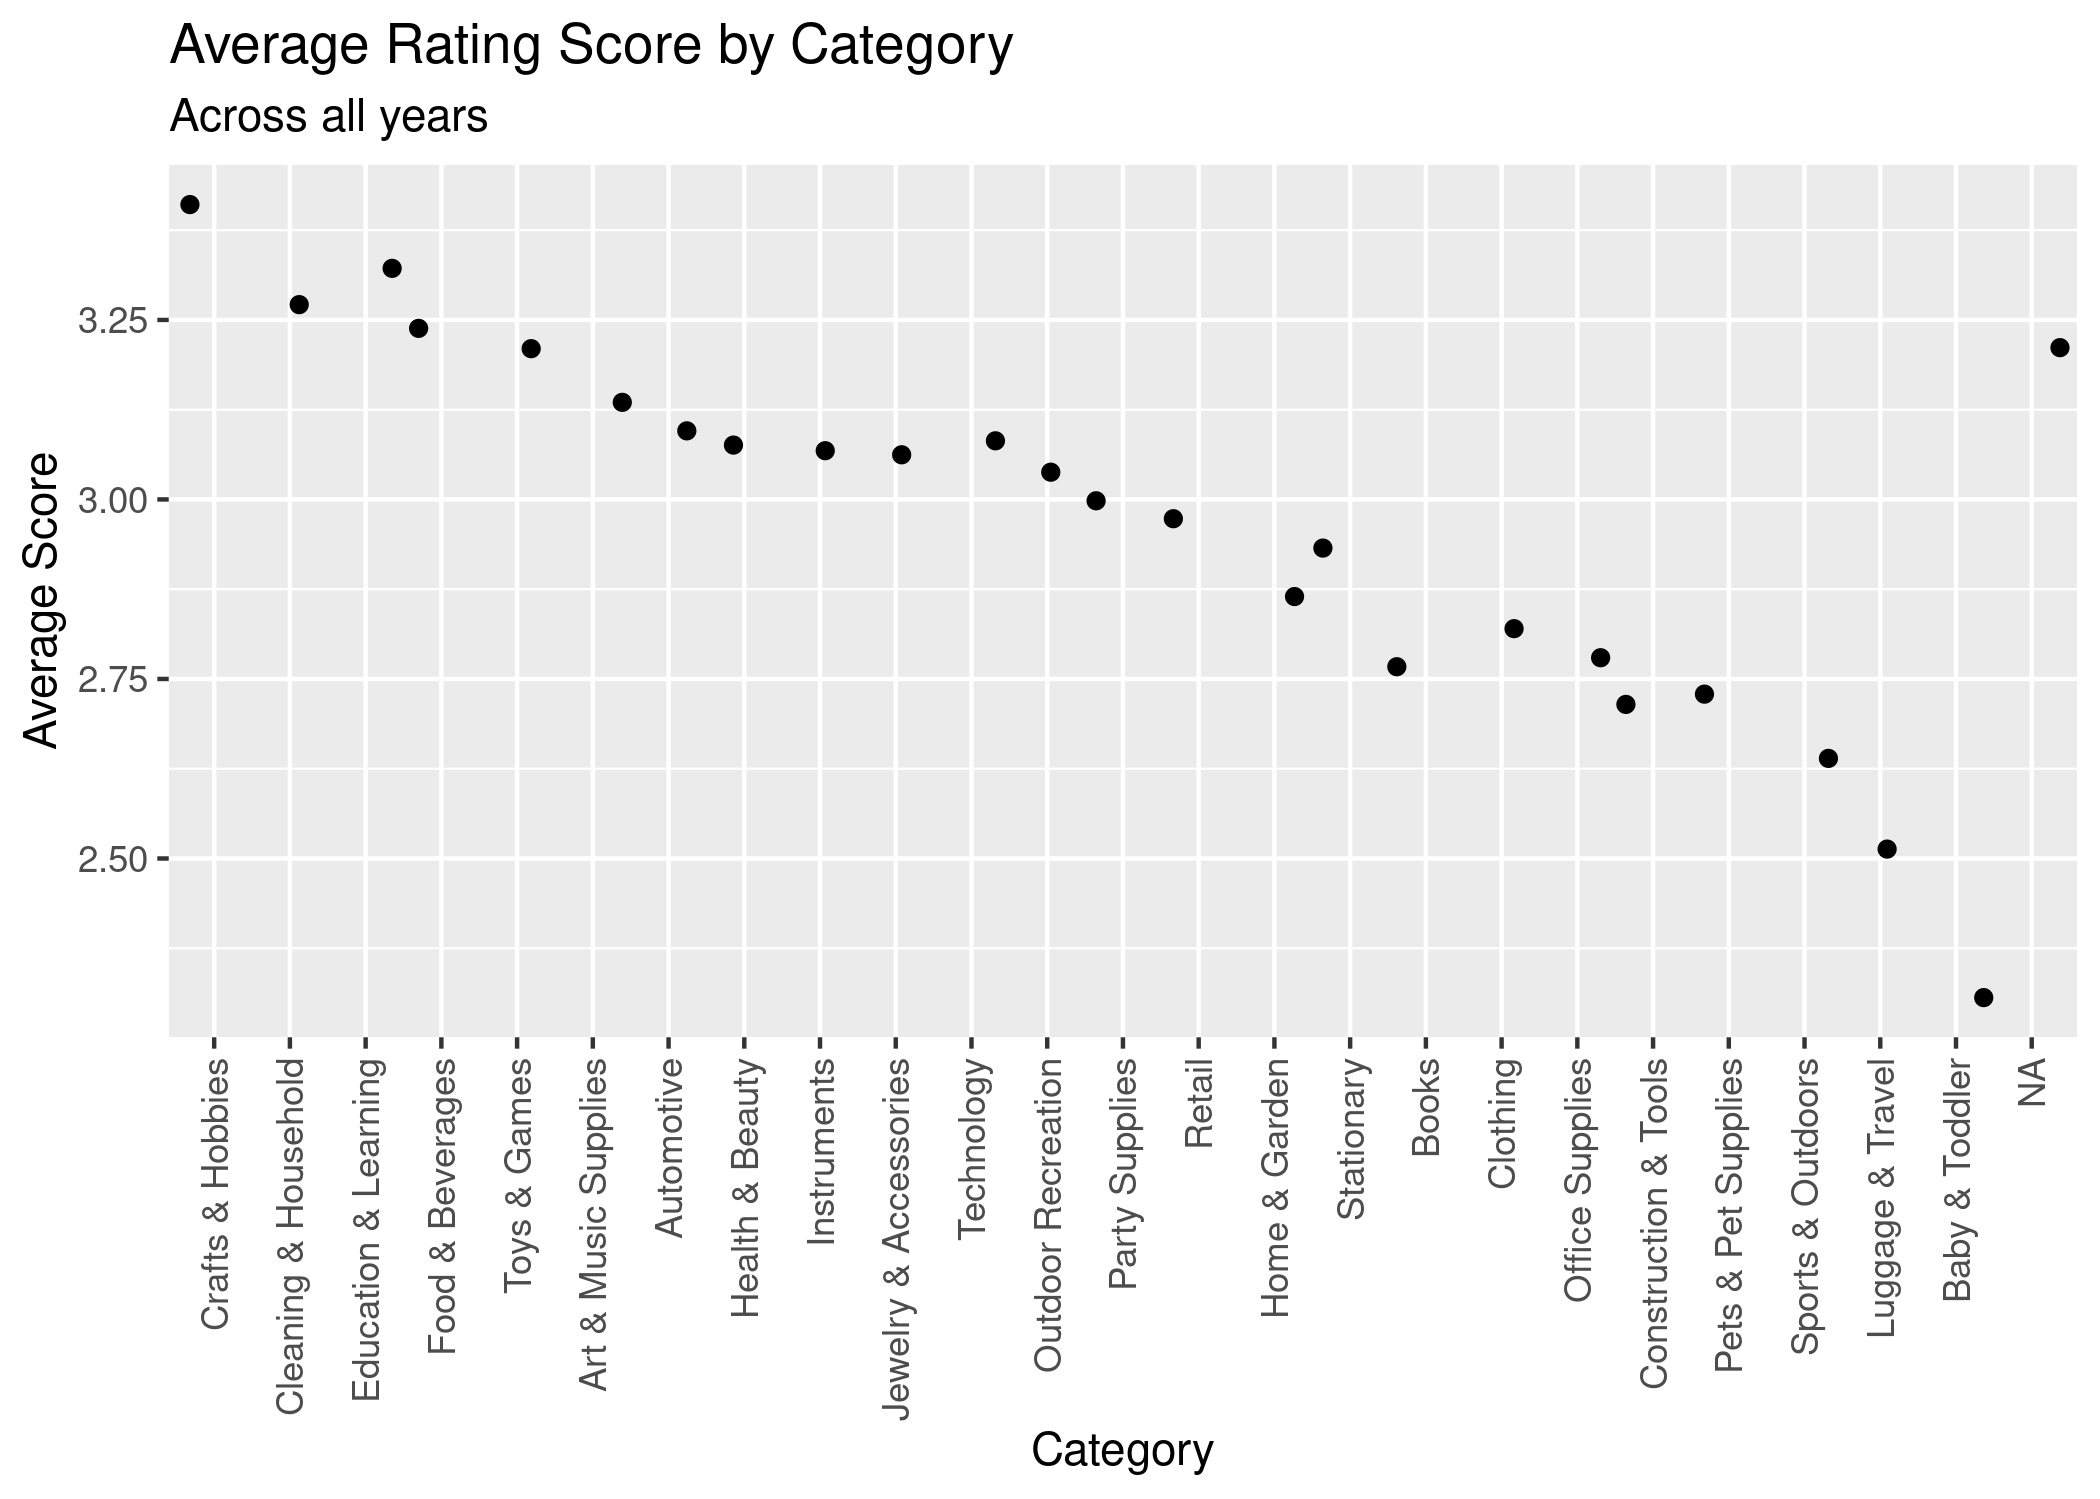 Average Rating Score by Category
Across all years
Average Score
3.25
3.00
2.75
2.50
Crafts & Hobbies
Cleaning & Household
Education & Learning
Food & Beverages
Toys & Games
Art & Music Supplies
Automotive
Health & Beauty
Instruments
Jewelry & Accessories
Technology
Outdoor Recreation
Party Supplies
Retail
Home & Garden
Stationary
Books
Clothing
Office Supplies
Construction & Tools
Pets & Pet Supplies
Sports & Outdoors
Luggage & Travel
Baby & Toddler
NA
Category